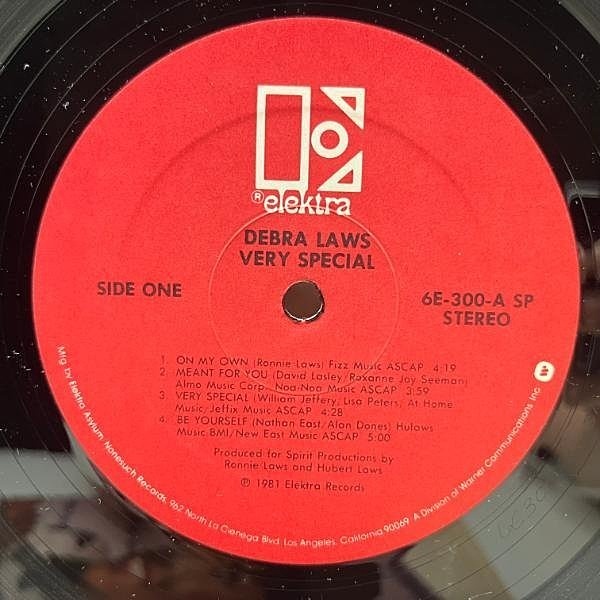 ® elektra
DEBRA LAWS
VERY SPECIAL
SIDE ONE
6E-300-A SP
STEREO
1. ON MY OWN (Ronnie Laws) Fizz Music ASCAP 4:19
2. MEANT FOR YOU (David Lasley/Roxanne Joy Seeman)
Almo Music Corp. Noa-Noa Music ASCAP 3:59
3. VERY SPECIAL (William Jeffery, Lisa Peters, At Home
Music/Jeffix Music ASCAP 4:28
4. BE YOURSELF (Nathan East/Alan Dones) Hulaws
Music BMI/New East Music ASCAP 5:00
Produced for Spirit Productions by
Ronnie Laws and Hubert Laws
℗ 1981 Elektra Records
Mfg. by Elektra/Asylum/Nonesuch Records, 962 North La Cienega Blvd. Los Angeles, California 90069 A Division of Warner Communications Inc.